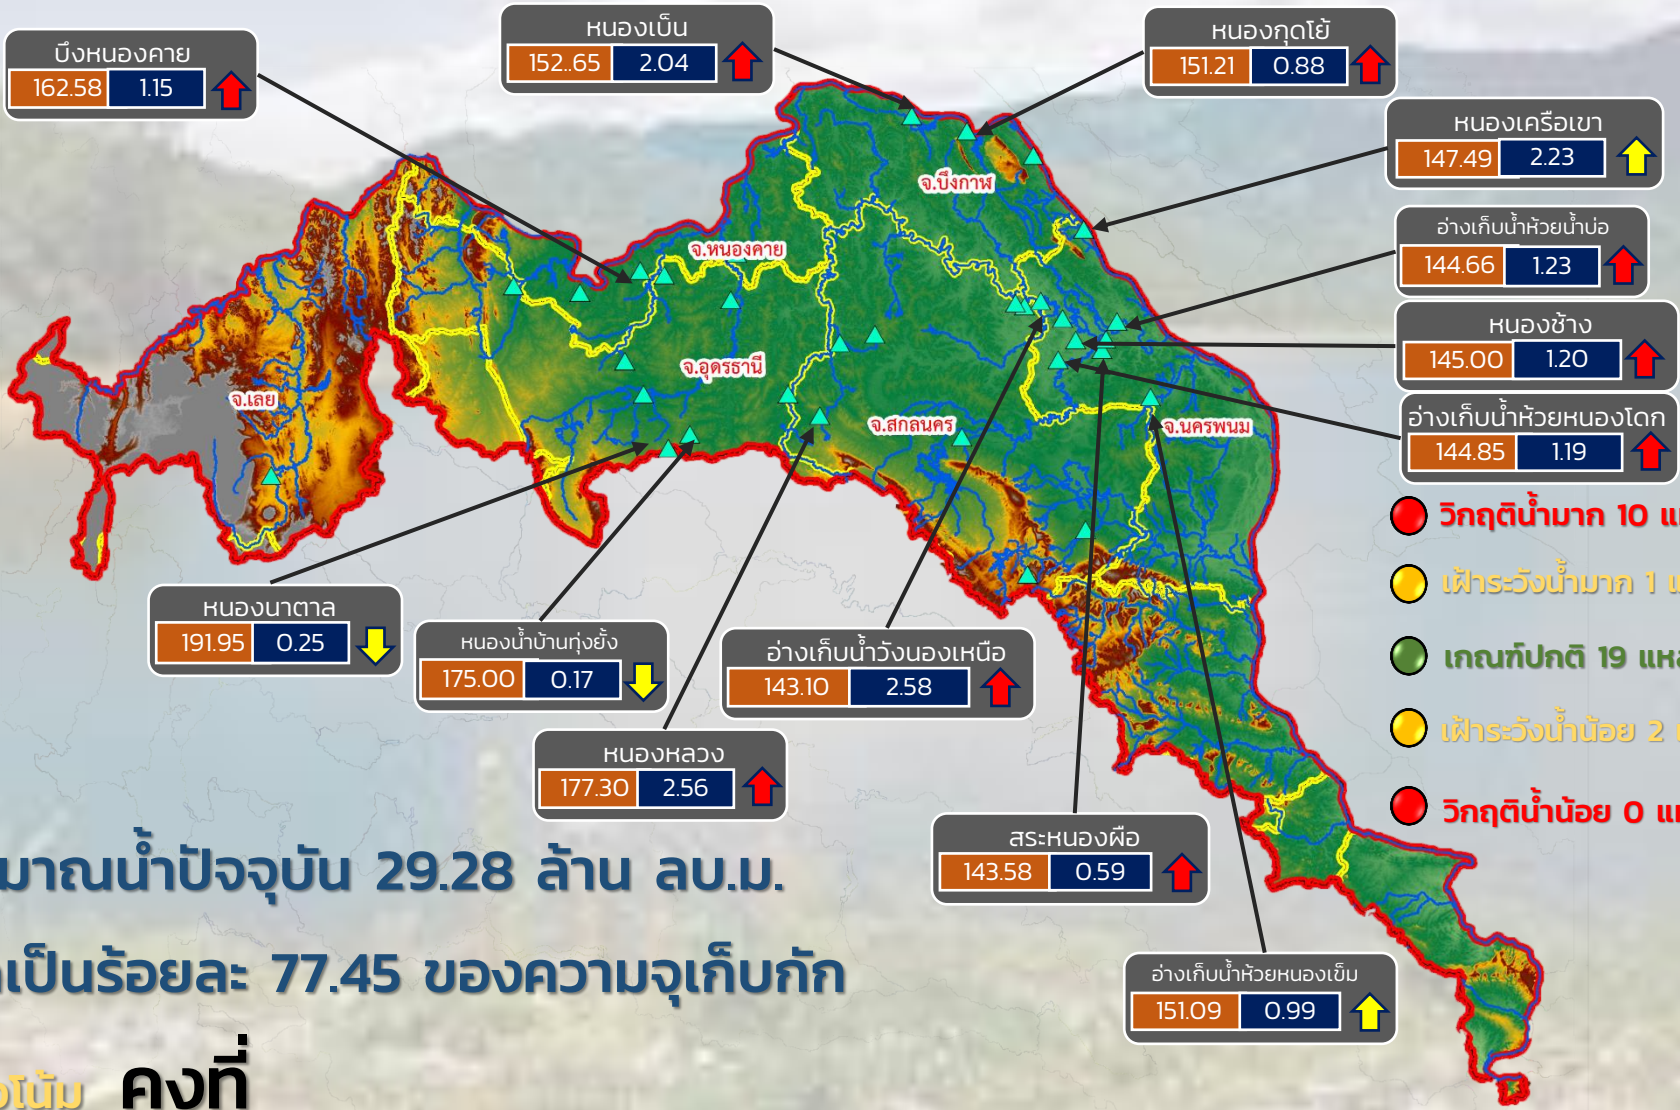 หนองเบ็น
152..65 2.04
หนองกุดโย้
151.21 0.88
บึงหนองคาย
162.58 1.15
หนองเครือเขา
147.49 2.23
จ.บึงกาฬ
อ่างเก็บน้ำห้วยน้ำบ่อ
144.66 1.23
จ.หนองคาย
หนองช้าง
145.00 1.20
จ.อุดรธานี
จ.เลย
อ่างเก็บน้ำห้วยหนองโดก
144.85 1.19
จ.สกลนคร
จ.นครพนม
วิกฤติน้ำมาก 10
เฝ้าระวังน้ำมาก 1
เกณฑ์ปกติ 19
เฝ้าระวังน้ำน้อย 2
วิกฤติน้ำน้อย 0
หนองนาตาล
191.95 0.25
หนองน้ำบ้านทุ่งยั้ง
175.00 0.17
อ่างเก็บน้ำวังนองเหนือ
143.10 2.58
หนองหลวง
177.30 2.56
สระหนองผือ
143.58 0.59
มาณน้ำปัจจุบัน 29.28 ล้าน ลบ.ม.
เป็นร้อยละ 77.45 ของความจุเก็บกัก
อ่างเก็บน้ำห้วยหนองเข็ม
151.09 0.99
โน้ม คงที่